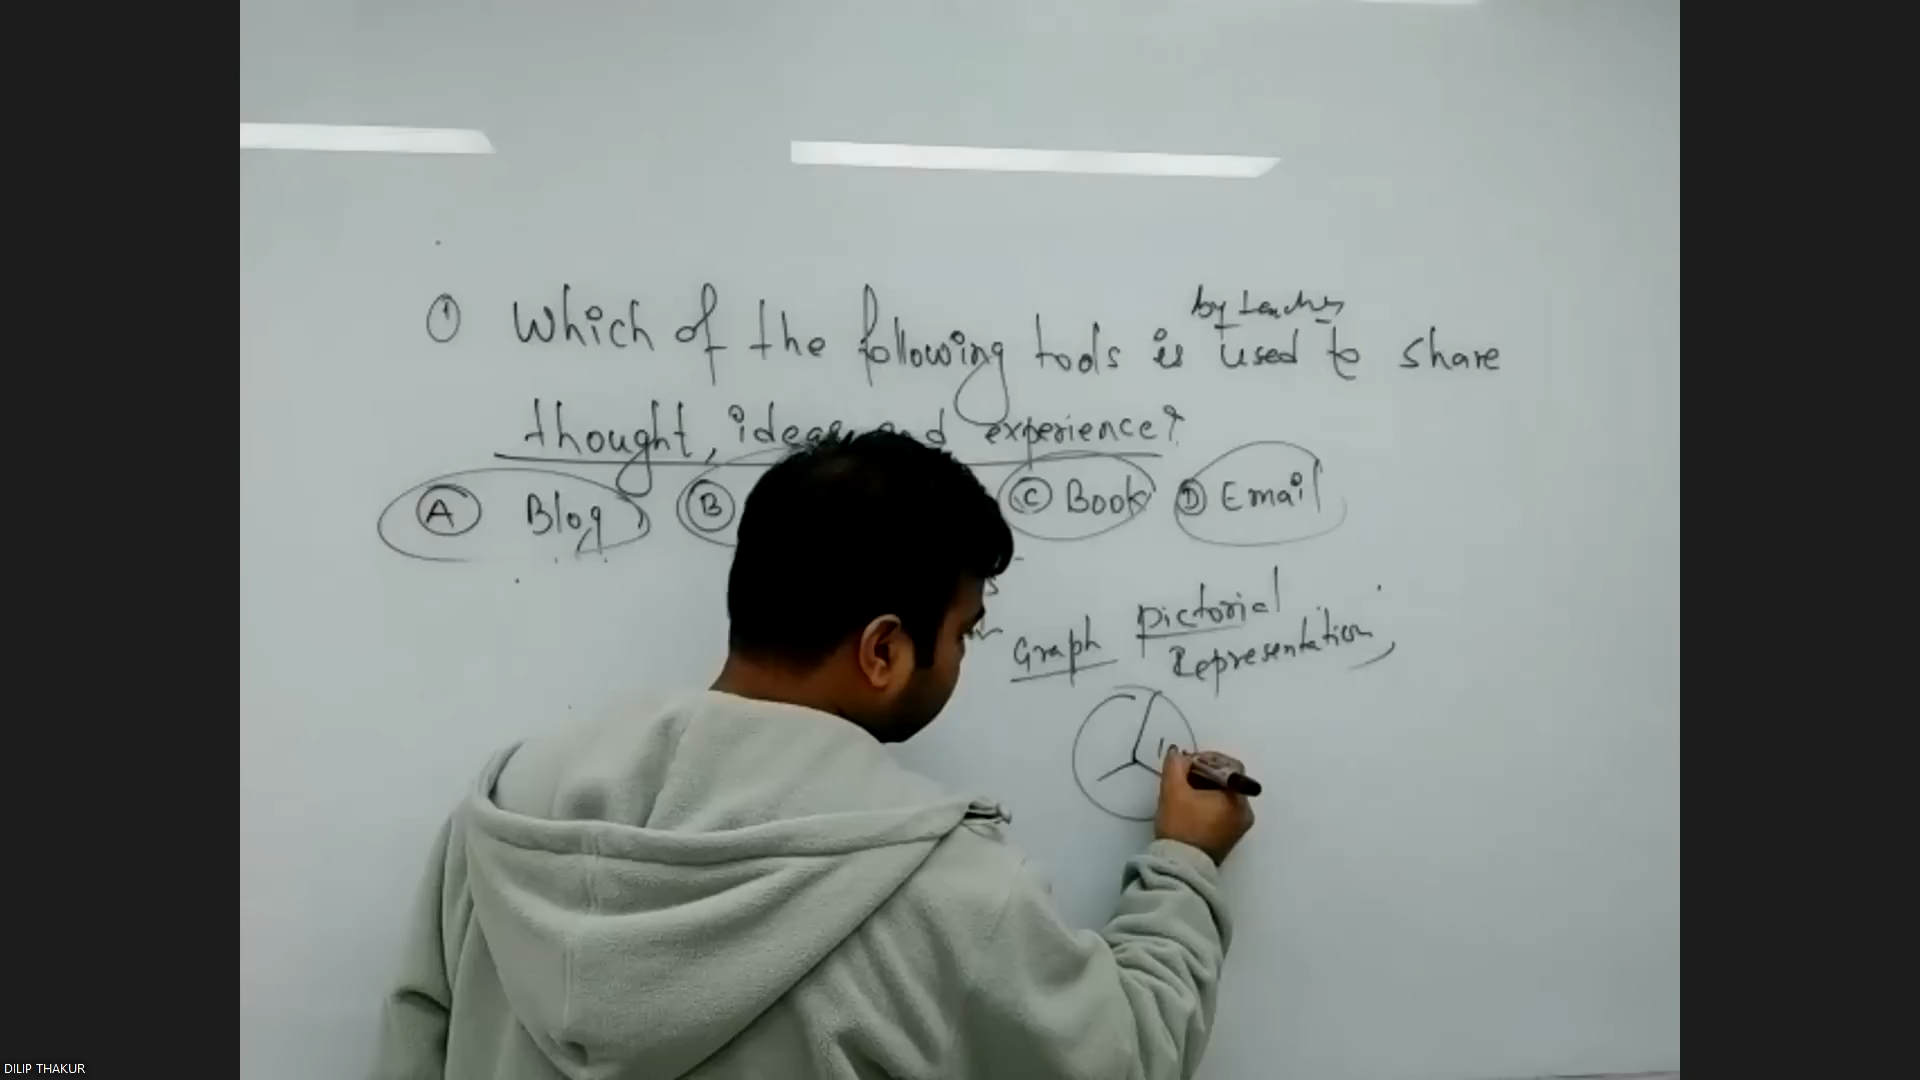 ① Which of the following tools is used to share
by teacher
thought, ideas and experience?
Ⓐ Blog Ⓑ Ⓒ Book Ⓓ Email
Graph Pictorial
Representation
DILIP THAKUR